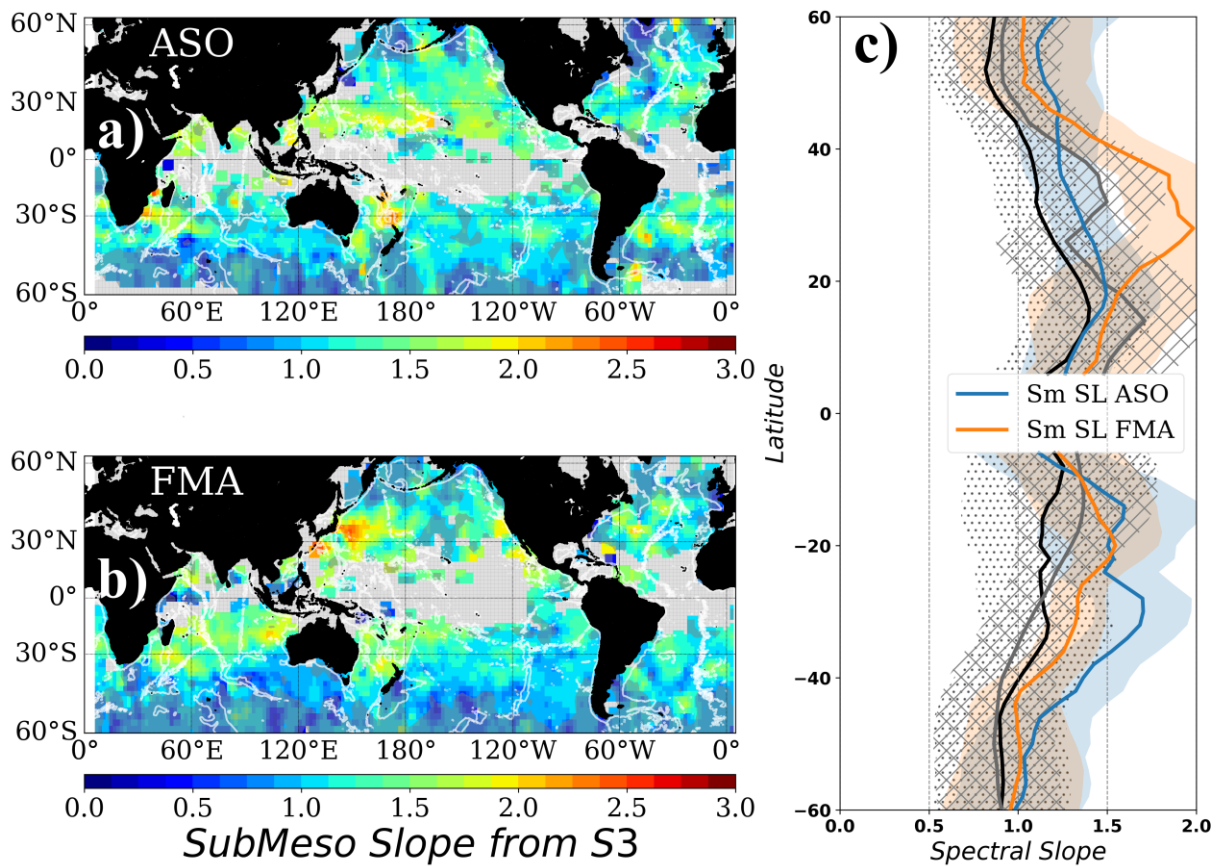 ASO
a)
60°N
30°N
0°
30°S
60°S
0° 60°E 120°E 180° 120°W 60°W 0°
0.0 0.5 1.0 1.5 2.0 2.5 3.0
FMA
b)
60°N
30°N
0°
30°S
60°S
0° 60°E 120°E 180° 120°W 60°W 0°
0.0 0.5 1.0 1.5 2.0 2.5 3.0
SubMeso Slope from S3
c)
60
40
20
0
−20
−40
−60
Latitude
Sm SL ASO
Sm SL FMA
0.0 0.5 1.0 1.5 2.0
Spectral Slope